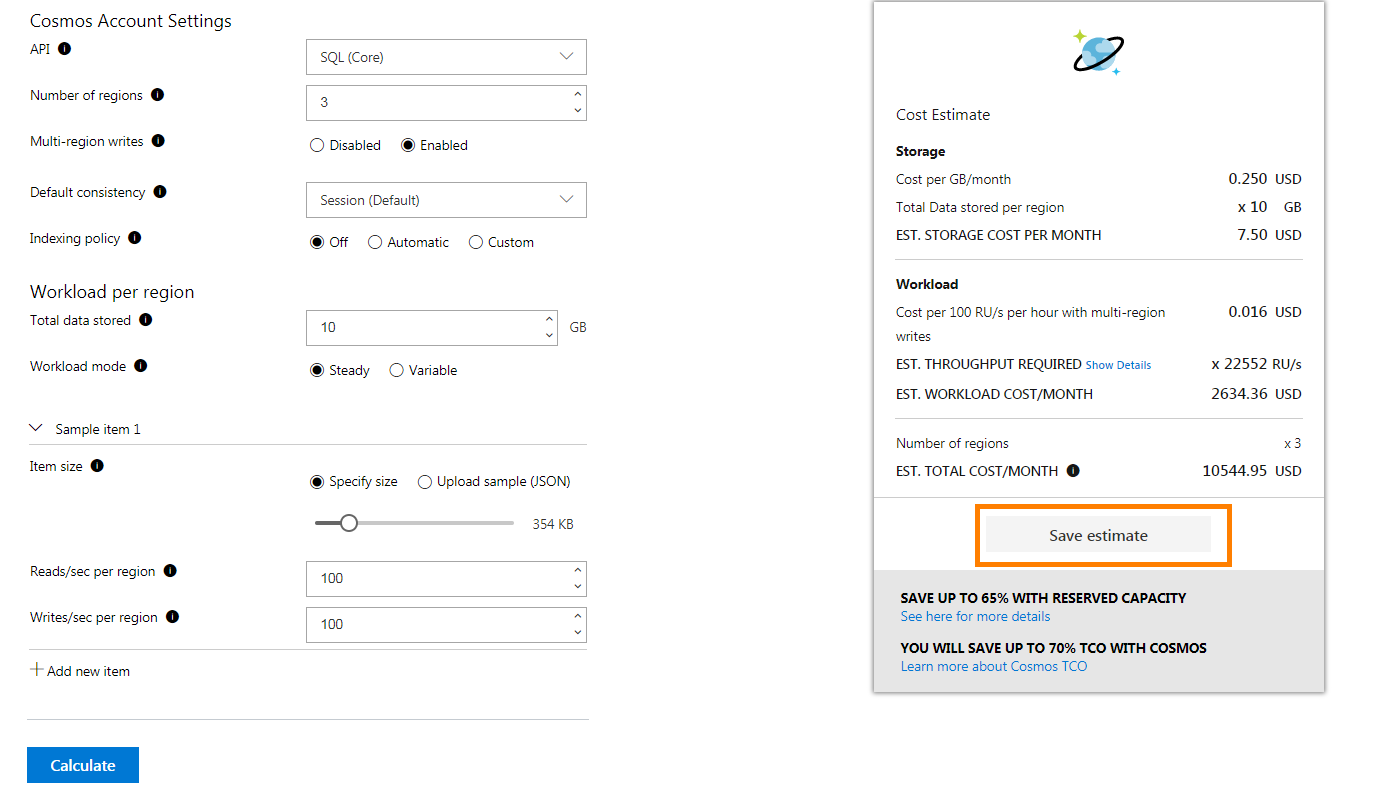 Cosmos Account Settings
API
SQL (Core)
Number of regions
3
Multi-region writes
Disabled Enabled
Default consistency
Session (Default)
Indexing policy
Off Automatic Custom
Workload per region
Total data stored
10 GB
Workload mode
Steady Variable
Sample item 1
Item size
Specify size Upload sample (JSON)
354 KB
Reads/sec per region
100
Writes/sec per region
100
Add new item
Calculate
Cost Estimate
Storage
Cost per GB/month 0.250 USD
Total Data stored per region x 10 GB
EST. STORAGE COST PER MONTH 7.50 USD
Workload
Cost per 100 RU/s per hour with multi-region 0.016 USD
writes
EST. THROUGHPUT REQUIRED Show Details x 22552 RU/s
EST. WORKLOAD COST/MONTH 2634.36 USD
Number of regions x 3
EST. TOTAL COST/MONTH 10544.95 USD
Save estimate
SAVE UP TO 65% WITH RESERVED CAPACITY
See here for more details
YOU WILL SAVE UP TO 70% TCO WITH COSMOS
Learn more about Cosmos TCO